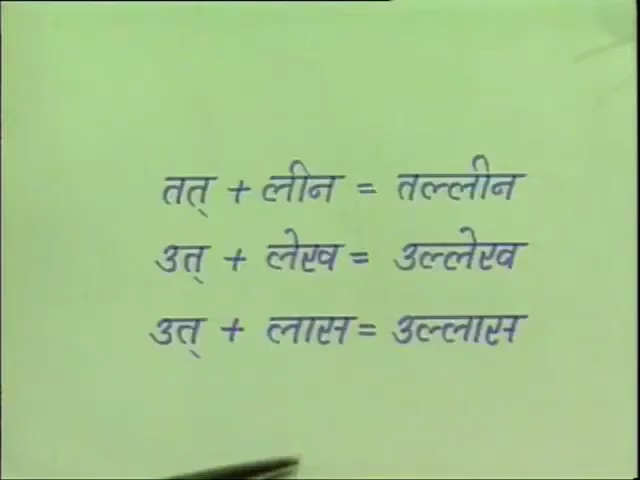 तत् + लीन = तल्लीन
उत् + लेख = उल्लेख
उत् + लास = उल्लास